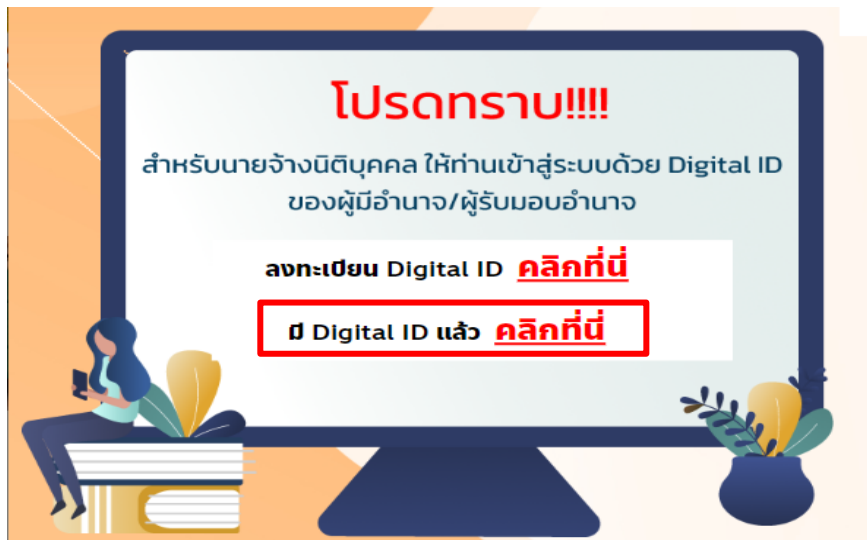 โปรดทราบ!!!!
สำหรับนายจ้างนิติบุคคล ให้ท่านเข้าสู่ระบบด้วย Digital ID
ของผู้มีอำนาจ/ผู้รับมอบอำนาจ
ลงทะเบียน Digital ID คลิกที่นี่
มี Digital ID แล้ว คลิกที่นี่